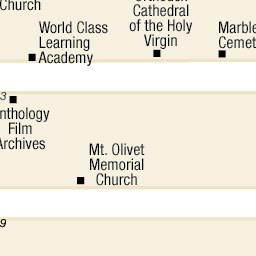 Church
World Class
Learning
Academy
Cathedral
of the Holy
Virgin
Marble
Cemet
3
nthology
Film
Archives
Mt. Olivet
Memorial
Church
9